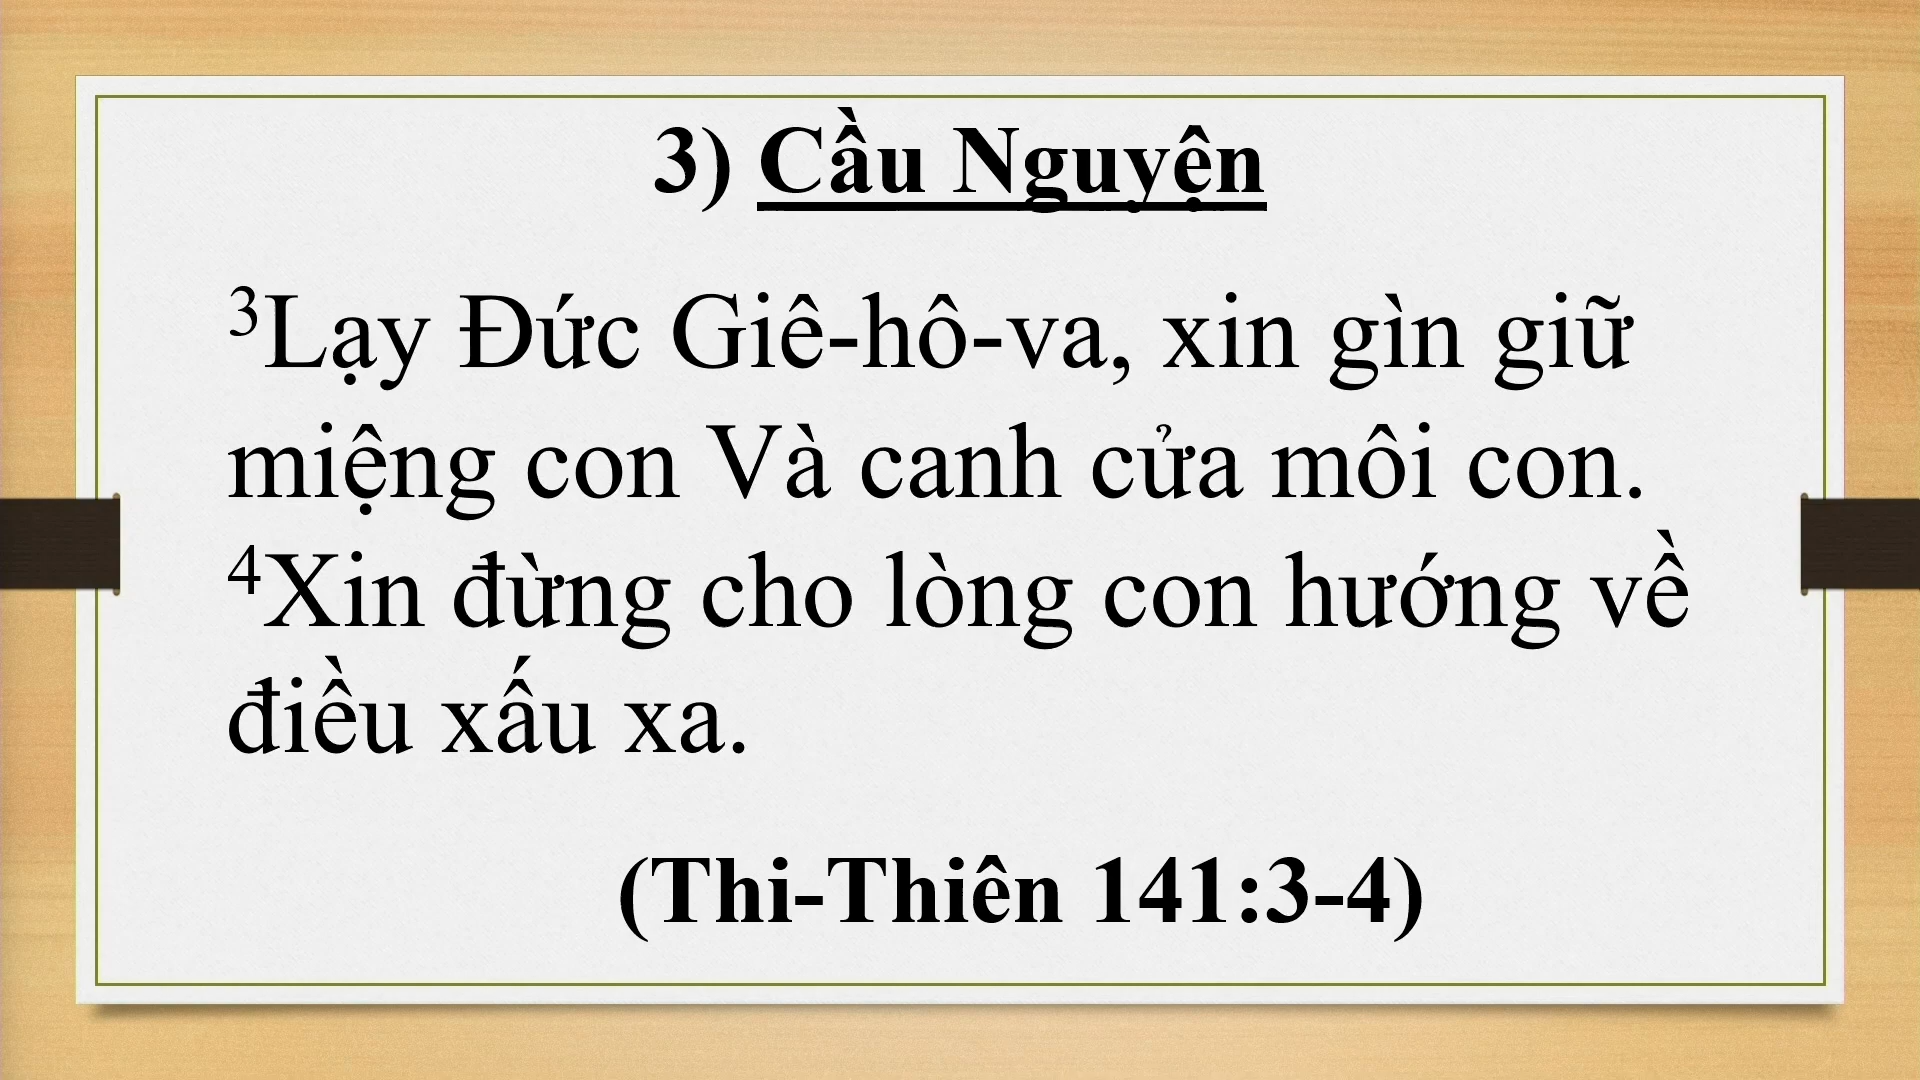 3) Cầu Nguỵện
³Lạy Đức Giê-hô-va, xin gìn giữ
miệng con Và canh cửa môi con.
⁴Xin đừng cho lòng con hướng về
điều xấu xa.
(Thi-Thiên 141:3-4)